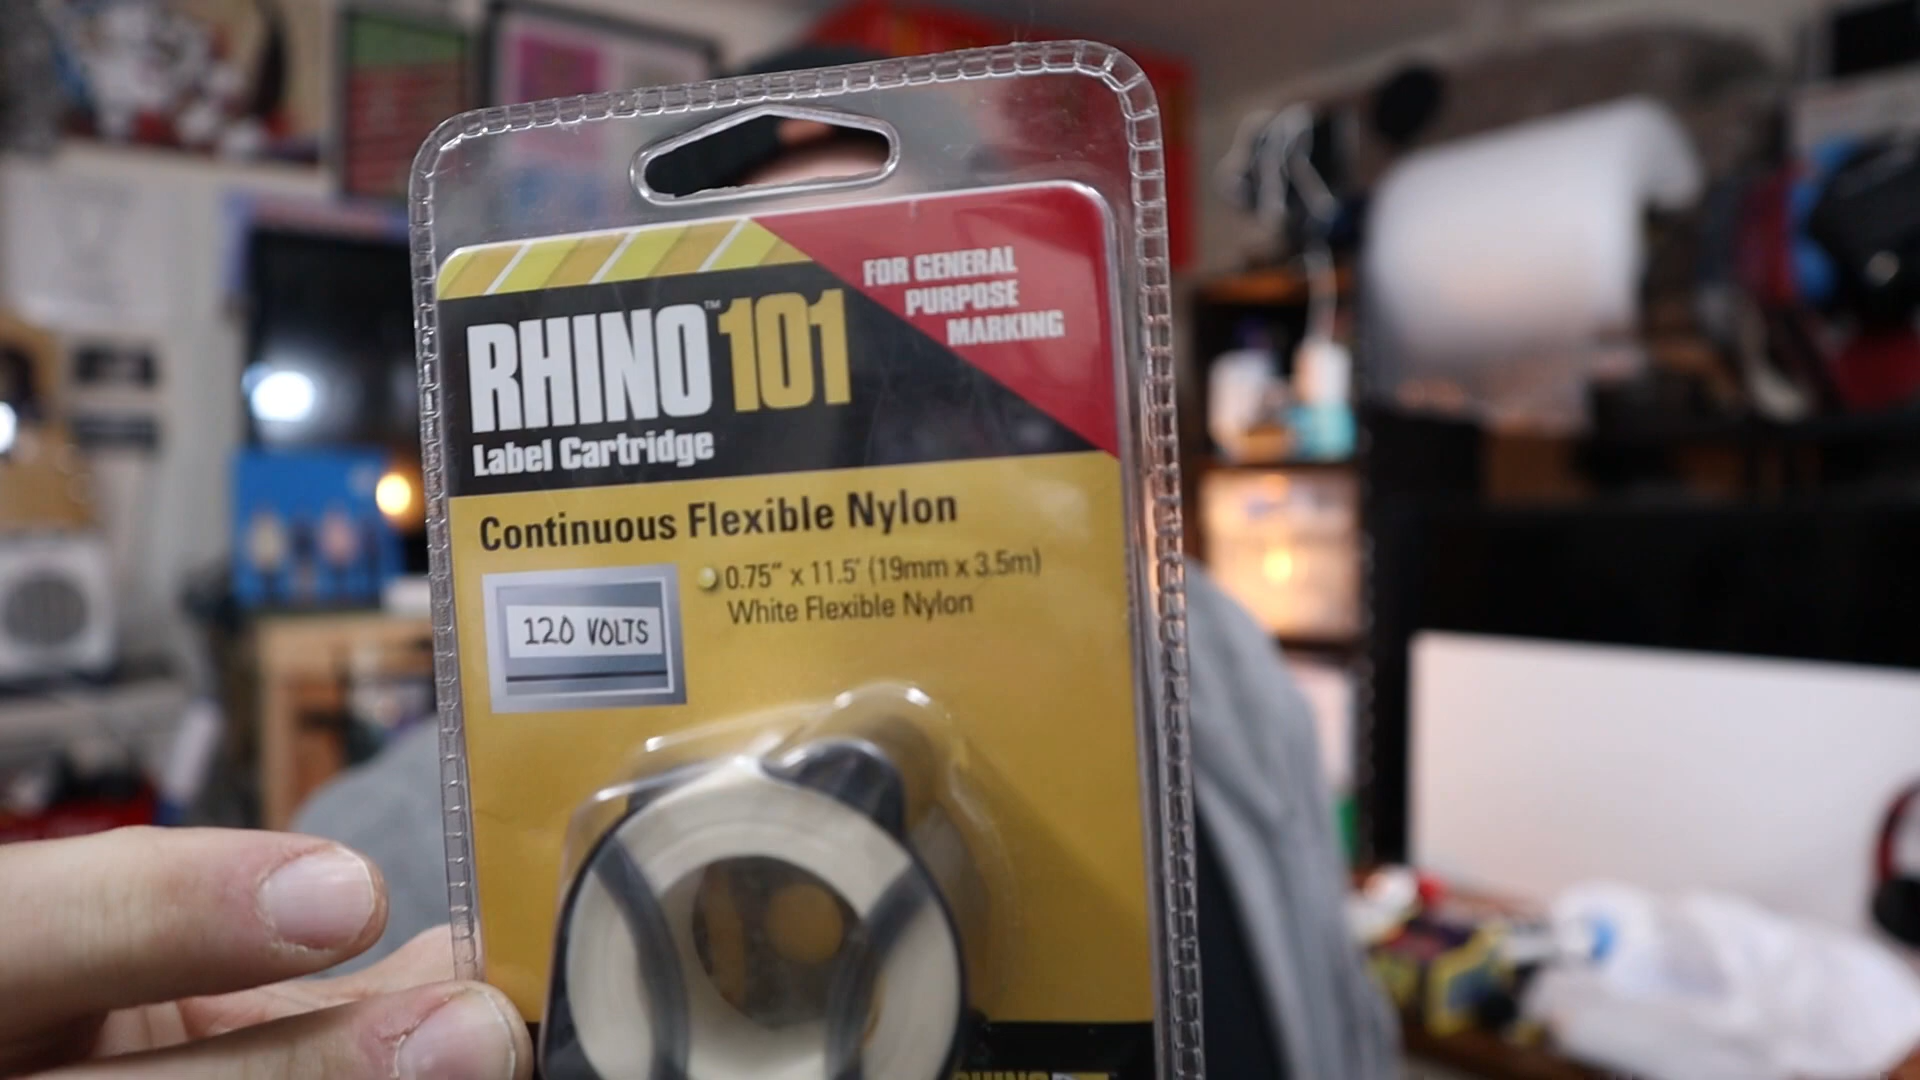 FOR GENERAL
PURPOSE
MARKING
RHINO™101
Label Cartridge
Continuous Flexible Nylon
0.75" x 11.5' (19mm x 3.5m)
White Flexible Nylon
120 VOLTS
RHINO